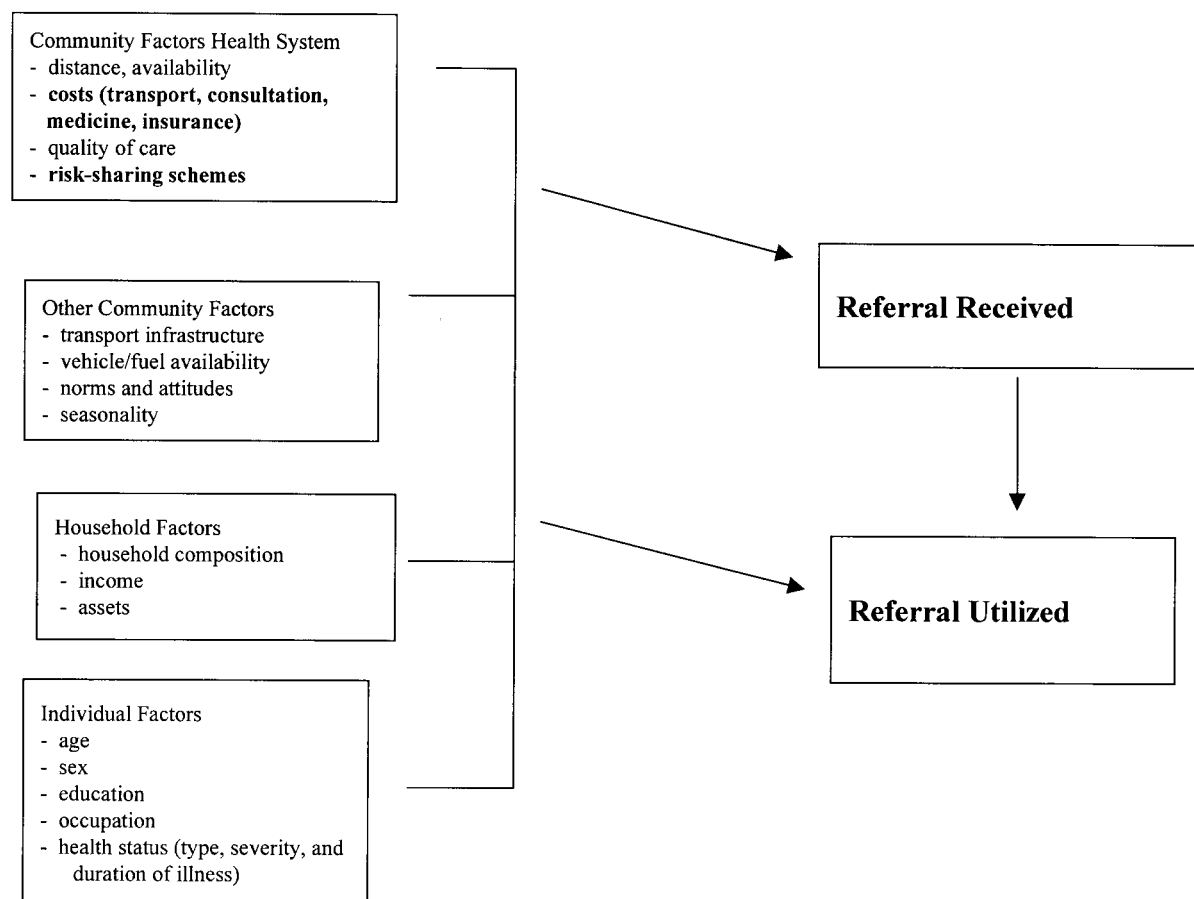 Community Factors Health System
- distance, availability
- costs (transport, consultation,
medicine, insurance)
- quality of care
- risk-sharing schemes
Other Community Factors
- transport infrastructure
- vehicle/fuel availability
- norms and attitudes
- seasonality
Household Factors
- household composition
- income
- assets
Individual Factors
- age
- sex
- education
- occupation
- health status (type, severity, and
duration of illness)
Referral Received
Referral Utilized